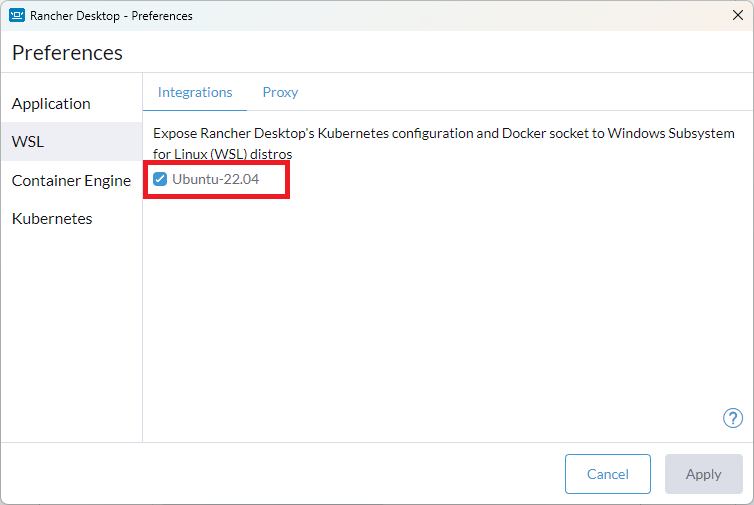 Rancher Desktop - Preferences
Preferences
Application
WSL
Container Engine
Kubernetes
Integrations
Proxy
Expose Rancher Desktop's Kubernetes configuration and Docker socket to Windows Subsystem
for Linux (WSL) distros
Ubuntu-22.04
?
Cancel
Apply